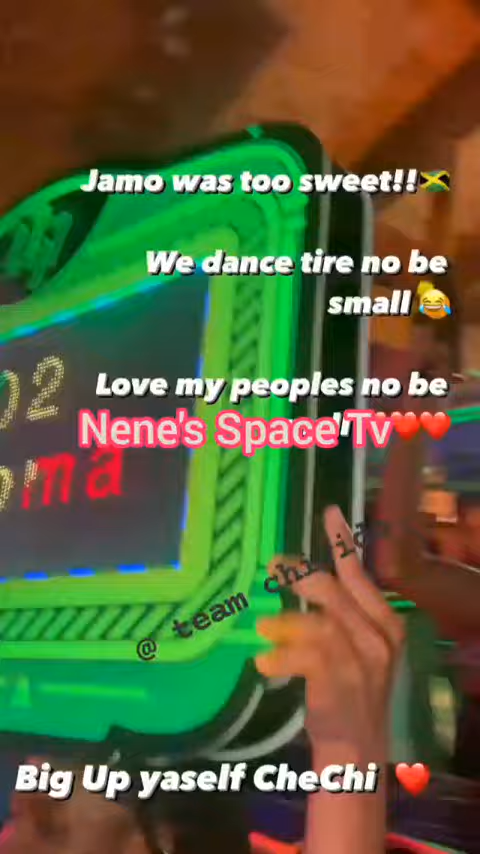 Jamo was too sweet!!🇯🇲
We dance tire no be
small 😂
Love my peoples no be
❤️❤️
Nene's Space Tv
02
ma
@ team chi
Big Up yaself CheChi ❤️